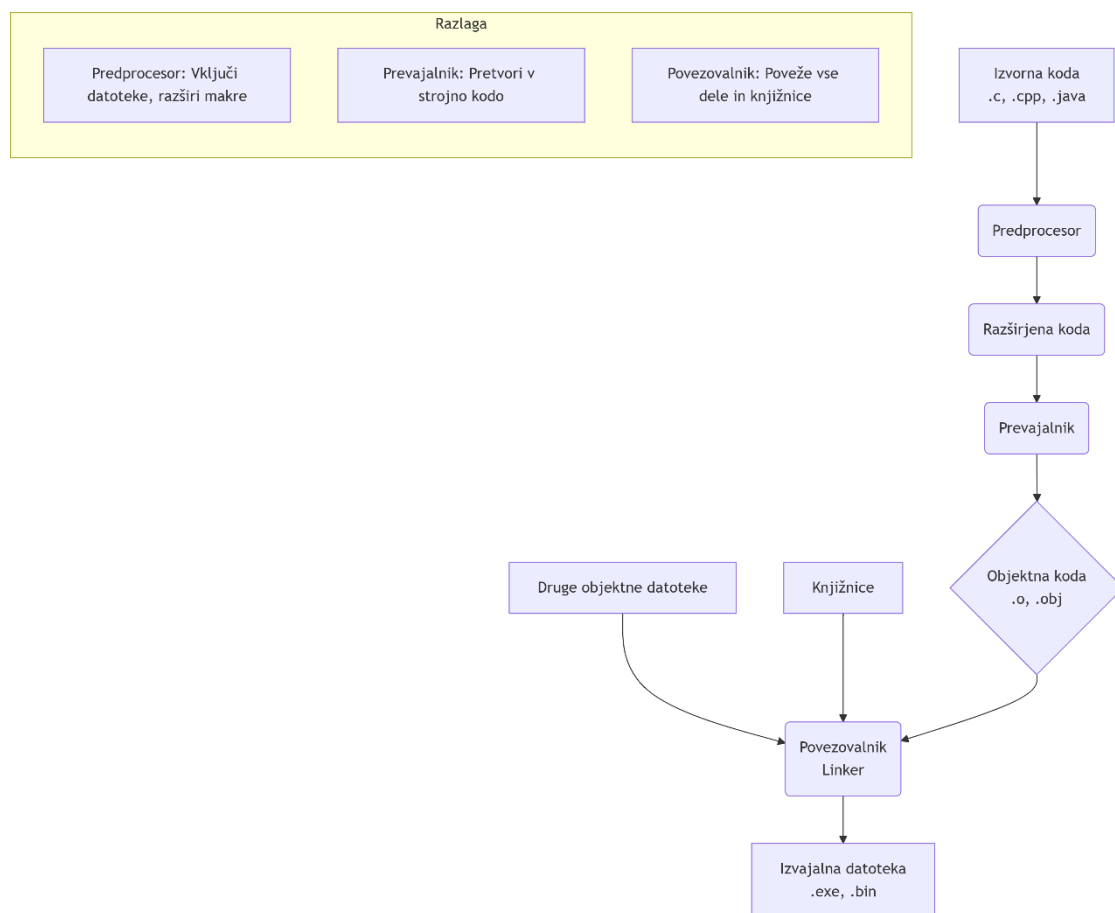 Razlaga
Predprocesor: Vključi
datoteke, razširi makre
Prevajalnik: Pretvori v
strojno kodo
Povezovalnik: Poveže vse
dele in knjižnice
Izvorna koda
.c, .cpp, .java
Predprocesor
Razširjena koda
Prevajalnik
Objektna koda
.o, .obj
Druge objektne datoteke
Knjižnice
Povezovalnik
Linker
Izvajalna datoteka
.exe, .bin